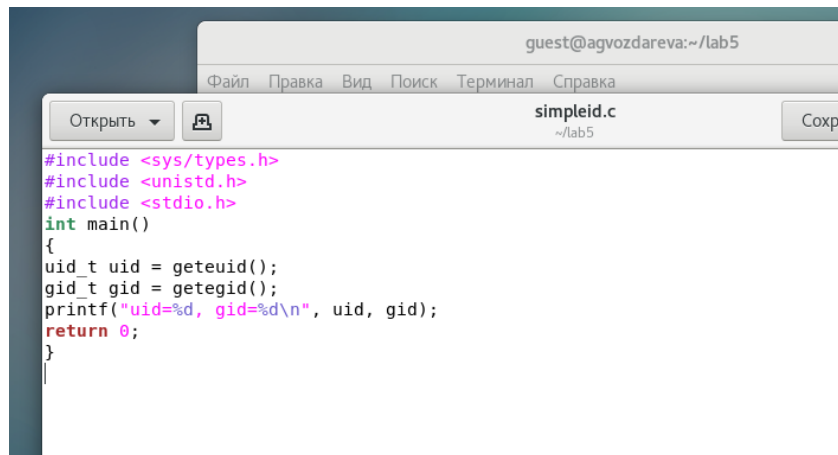 guest@agvozdareva:~/lab5
Файл Правка Вид Поиск Терминал Справка
Открыть
simpleid.c
~/lab5
#include <sys/types.h>
#include <unistd.h>
#include <stdio.h>
int main()
{
uid_t uid = geteuid();
gid_t gid = getegid();
printf("uid=%d, gid=%d\n", uid, gid);
return 0;
}